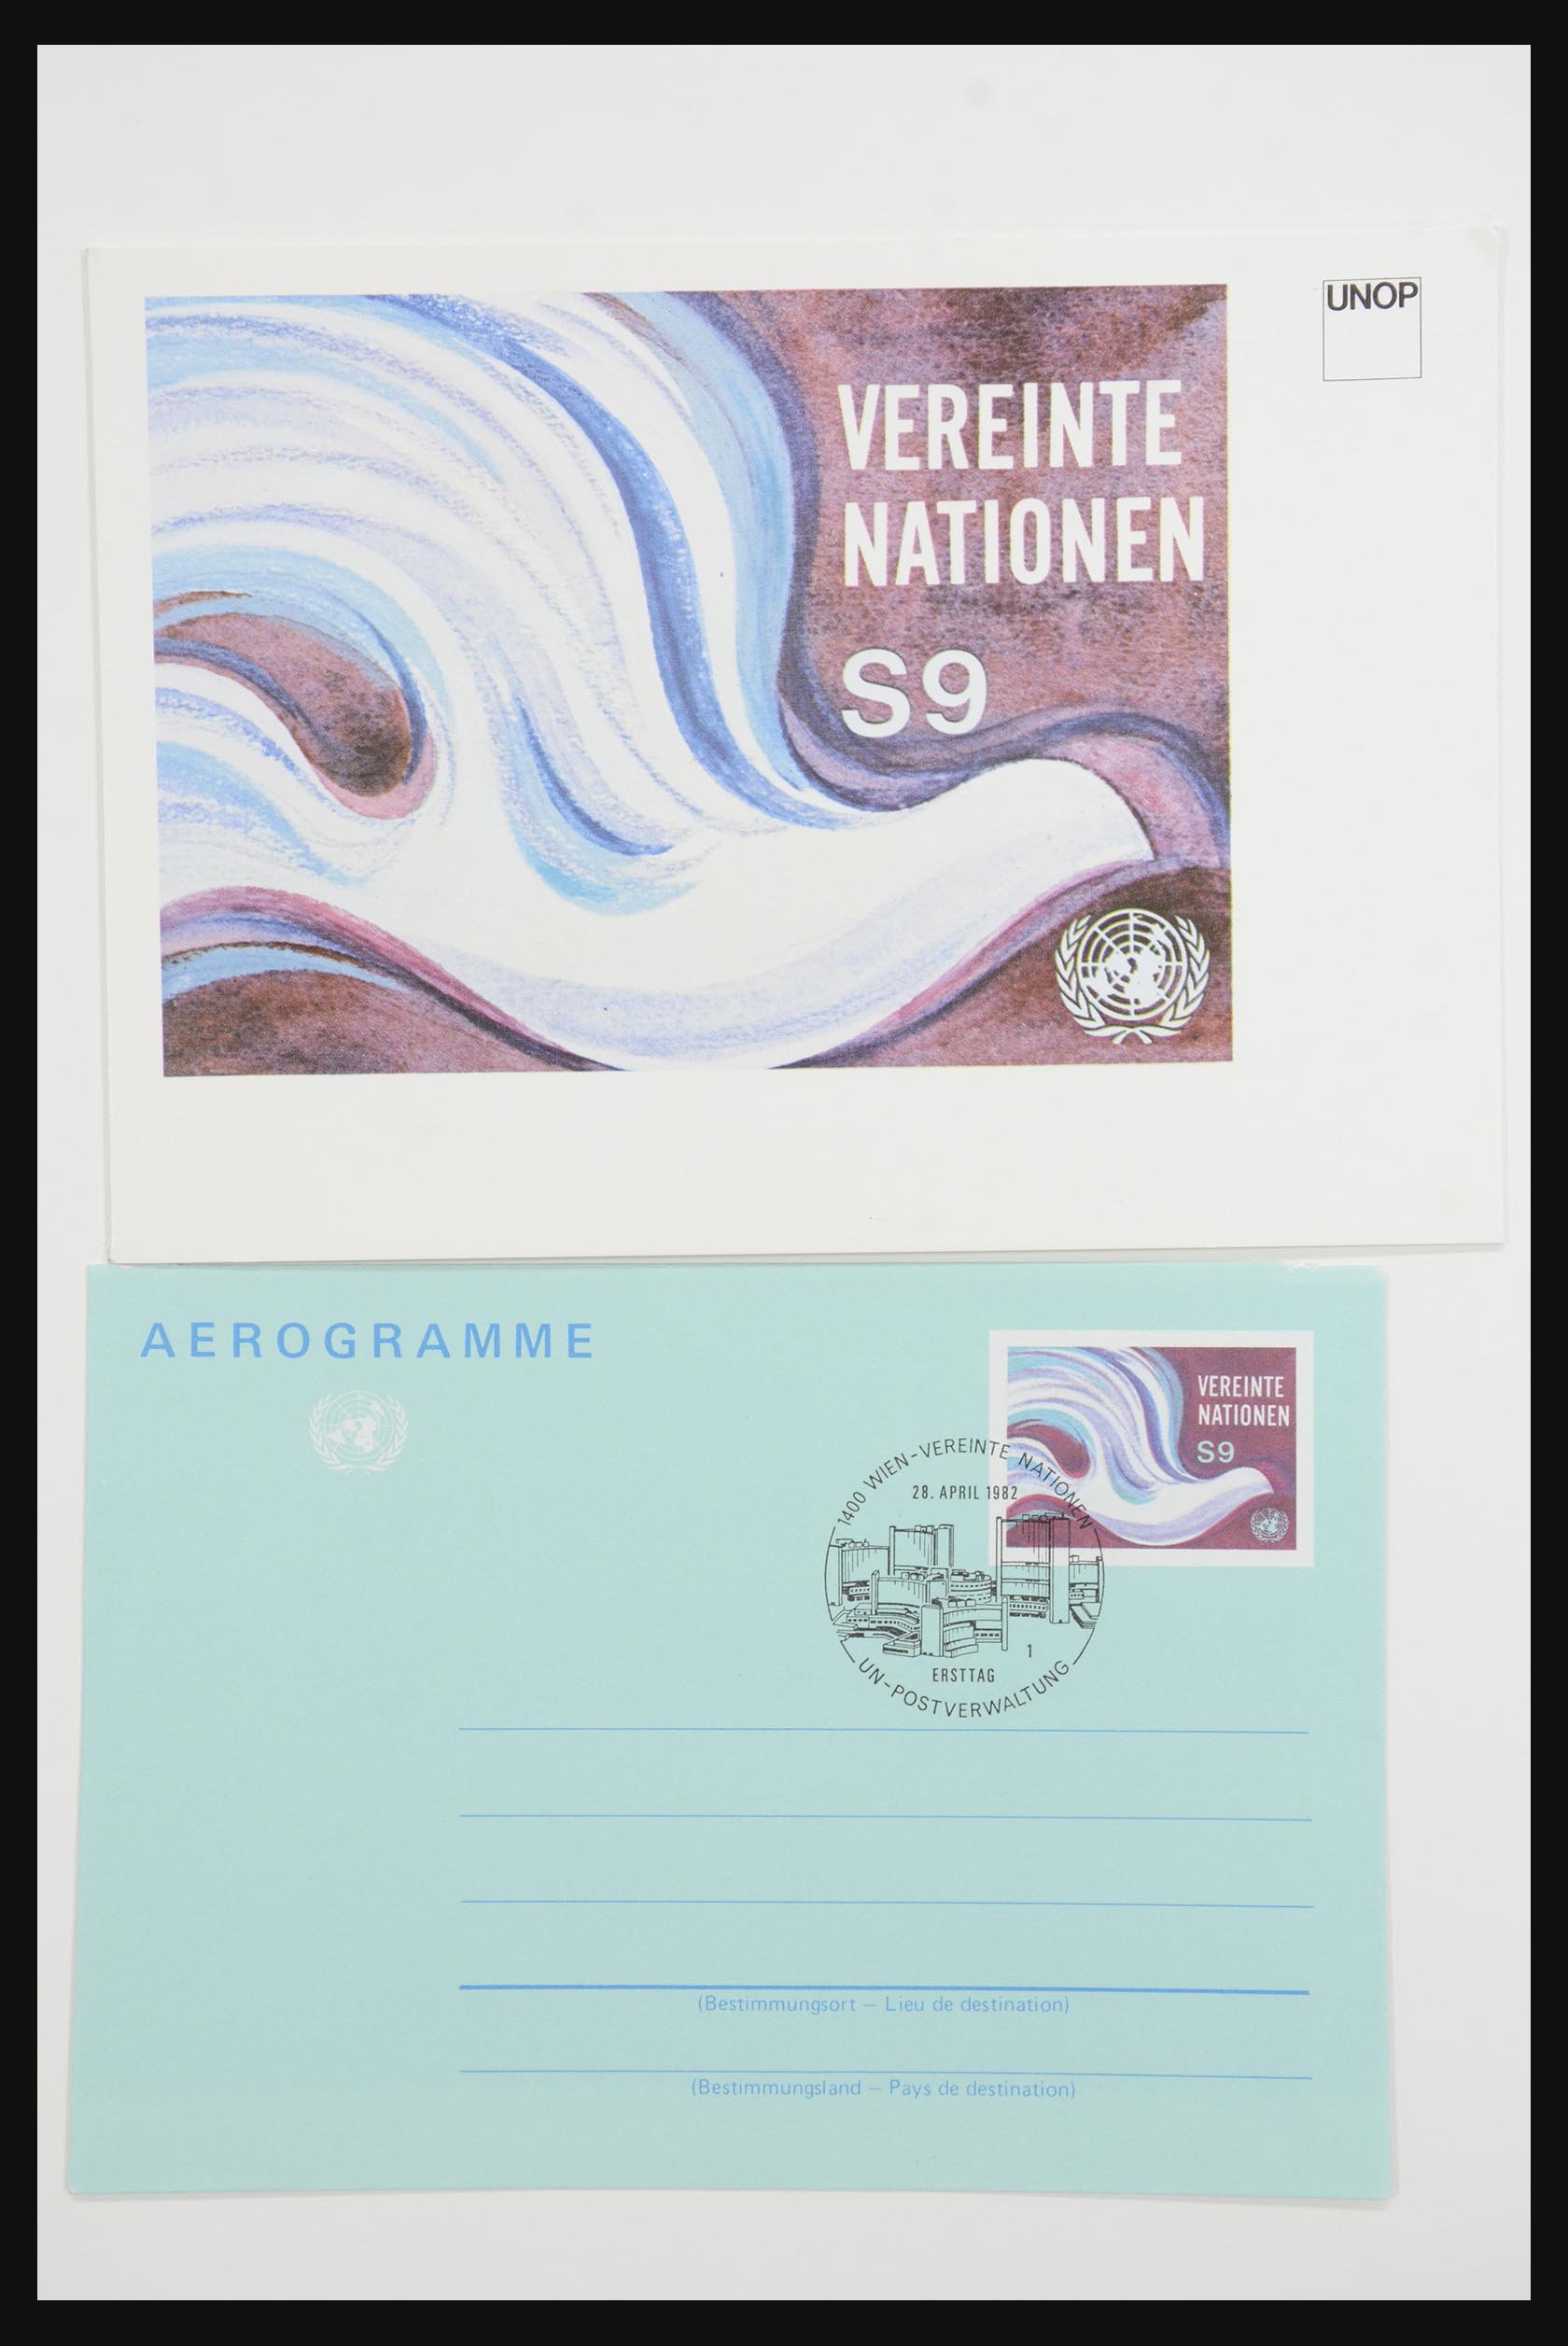 UNOP
VEREINTE
NATIONEN
S9
AEROGRAMME
VEREINTE
NATIONEN
S9
1400 WIEN-VEREINTE NATIONEN
28. APRIL 1982
1
ERSTTAG
UN-POSTVERWALTUNG
(Bestimmungsort – Lieu de destination)
(Bestimmungsland – Pays de destination)